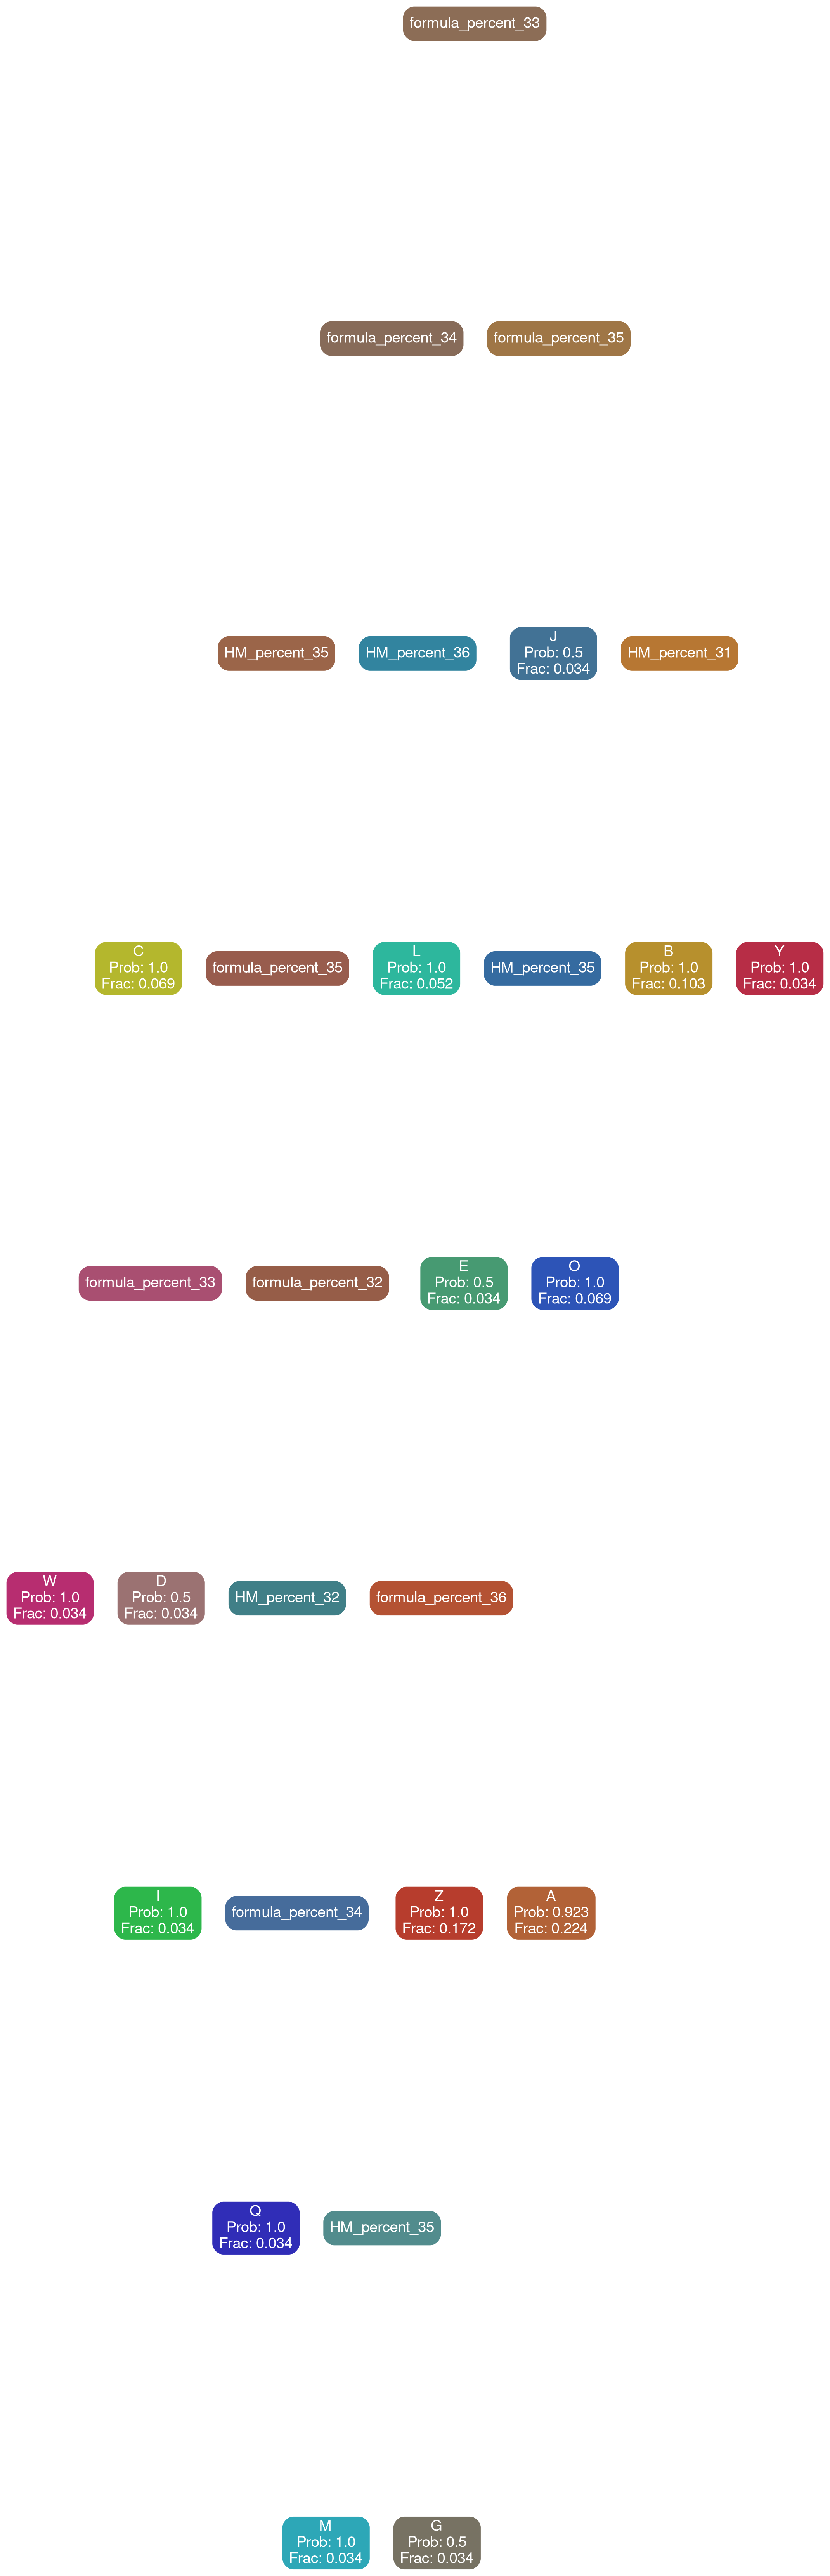 formula_percent_33
formula_percent_34
formula_percent_35
HM_percent_35
HM_percent_36
J
Prob: 0.5
Frac: 0.034
HM_percent_31
C
Prob: 1.0
Frac: 0.069
formula_percent_35
L
Prob: 1.0
Frac: 0.052
HM_percent_35
B
Prob: 1.0
Frac: 0.103
Y
Prob: 1.0
Frac: 0.034
formula_percent_33
formula_percent_32
E
Prob: 0.5
Frac: 0.034
O
Prob: 1.0
Frac: 0.069
W
Prob: 1.0
Frac: 0.034
D
Prob: 0.5
Frac: 0.034
HM_percent_32
formula_percent_36
I
Prob: 1.0
Frac: 0.034
formula_percent_34
Z
Prob: 1.0
Frac: 0.172
A
Prob: 0.923
Frac: 0.224
Q
Prob: 1.0
Frac: 0.034
HM_percent_35
M
Prob: 1.0
Frac: 0.034
G
Prob: 0.5
Frac: 0.034